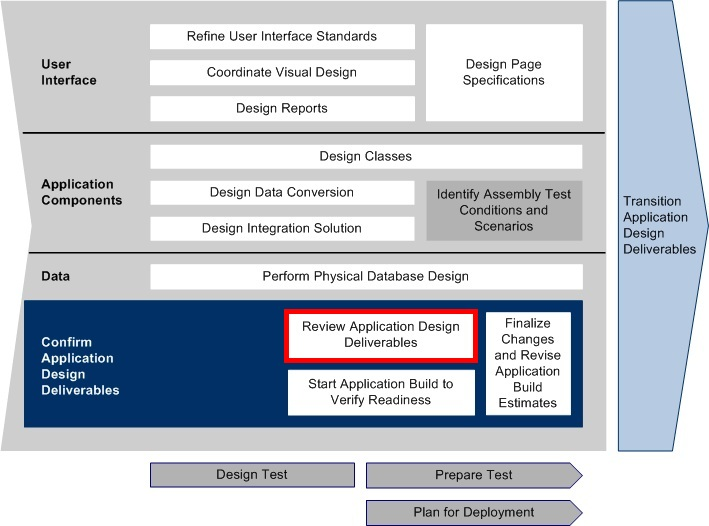 User
Interface
Refine User Interface Standards
Coordinate Visual Design
Design Reports
Design Page
Specifications
Application
Components
Design Classes
Design Data Conversion
Design Integration Solution
Identify Assembly Test
Conditions and
Scenarios
Data
Perform Physical Database Design
Confirm
Application
Design
Deliverables
Review Application Design
Deliverables
Start Application Build to
Verify Readiness
Finalize
Changes
and Revise
Application
Build
Estimates
Transition
Application
Design
Deliverables
Design Test
Prepare Test
Plan for Deployment